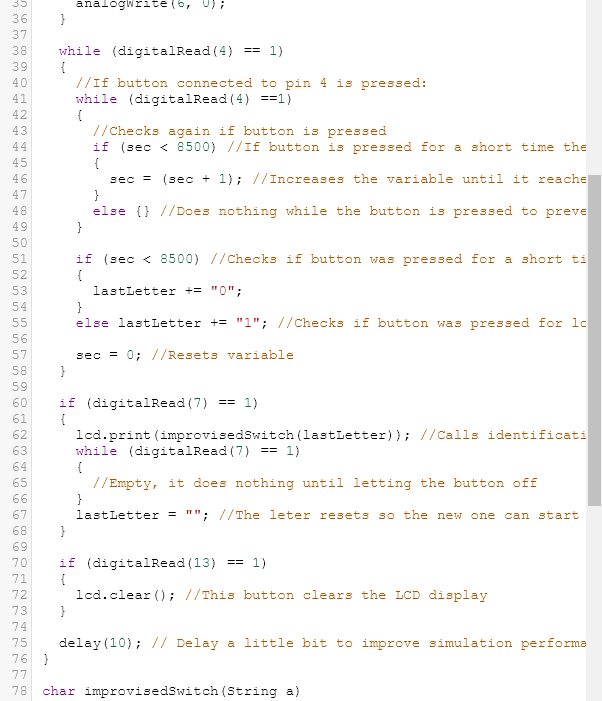 35 analogWrite(6, 0);
36 }
37
38 while (digitalRead(4) == 1)
39 {
40 //If button connected to pin 4 is pressed:
41 while (digitalRead(4) ==1)
42 {
43 //Checks again if button is pressed
44 if (sec < 8500) //If button is pressed for a short time the
45 {
46 sec = (sec + 1); //Increases the variable until it reache
47 }
48 else {} //Does nothing while the button is pressed to preve
49 }
50
51 if (sec < 8500) //Checks if button was pressed for a short ti
52 {
53 lastLetter += "0";
54 }
55 else lastLetter += "1"; //Checks if button was pressed for lo
56
57 sec = 0; //Resets variable
58 }
59
60 if (digitalRead(7) == 1)
61 {
62 lcd.print(improvisedSwitch(lastLetter)); //Calls identificati
63 while (digitalRead(7) == 1)
64 {
65 //Empty, it does nothing until letting the button off
66 }
67 lastLetter = ""; //The leter resets so the new one can start
68 }
69
70 if (digitalRead(13) == 1)
71 {
72 lcd.clear(); //This button clears the LCD display
73 }
74
75 delay(10); // Delay a little bit to improve simulation performa
76 }
77
78 char improvisedSwitch(String a)